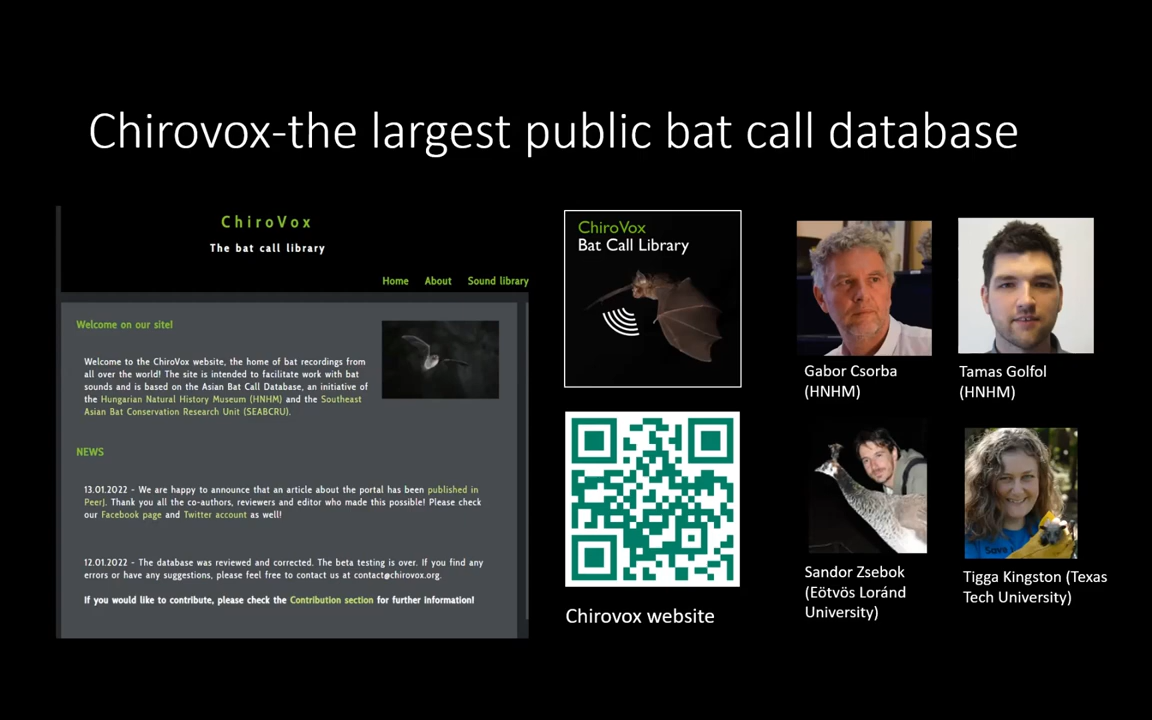 Chirovox-the largest public bat call database
ChiroVox
The bat call library
Home About Sound library
Welcome on our site!
Welcome to the ChiroVox website, the home of bat recordings from
all over the world! The site is intended to facilitate work with bat
sounds and is based on the Asian Bat Call Database, an initiative of
the Hungarian Natural History Museum (HNHM) and the Southeast
Asian Bat Conservation Research Unit (SEABCRU).
NEWS
13.01.2022 - We are happy to announce that an article about the portal has been published in
PeerJ. Thank you all the co-authors, reviewers and editor who made this possible! Please check
our Facebook page and Twitter account as well!
12.01.2022 - The database was reviewed and corrected. The beta testing is over. If you find any
errors or have any suggestions, please feel free to contact us at contact@chirovox.org.
If you would like to contribute, please check the Contribution section for further information!
ChiroVox
Bat Call Library
Chirovox website
Gabor Csorba
(HNHM)
Tamas Golfol
(HNHM)
Sandor Zsebok
(Eötvös Loránd
University)
Save
Tigga Kingston (Texas
Tech University)